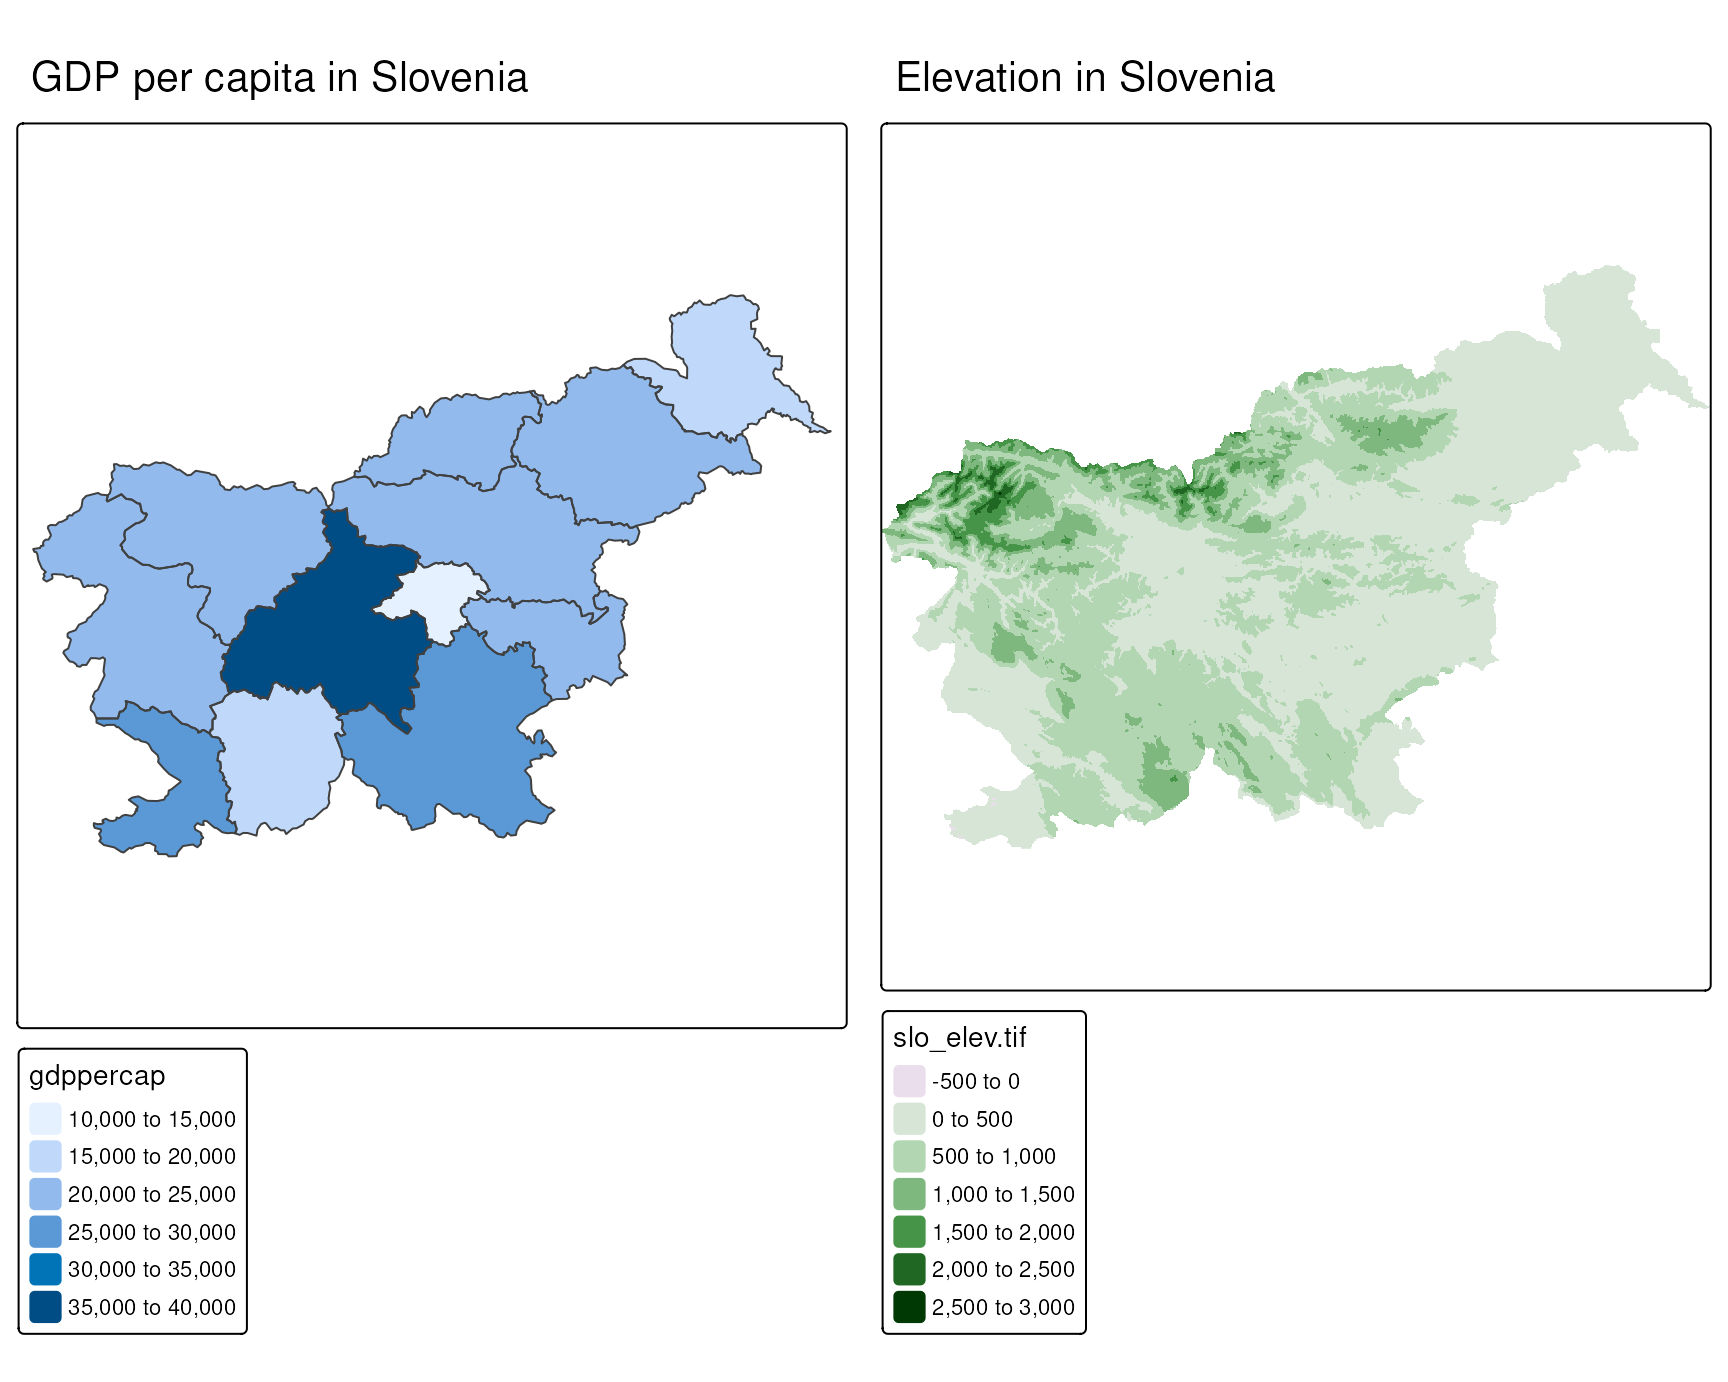 GDP per capita in Slovenia
gdppercap
10,000 to 15,000
15,000 to 20,000
20,000 to 25,000
25,000 to 30,000
30,000 to 35,000
35,000 to 40,000
Elevation in Slovenia
slo_elev.tif
-500 to 0
0 to 500
500 to 1,000
1,000 to 1,500
1,500 to 2,000
2,000 to 2,500
2,500 to 3,000